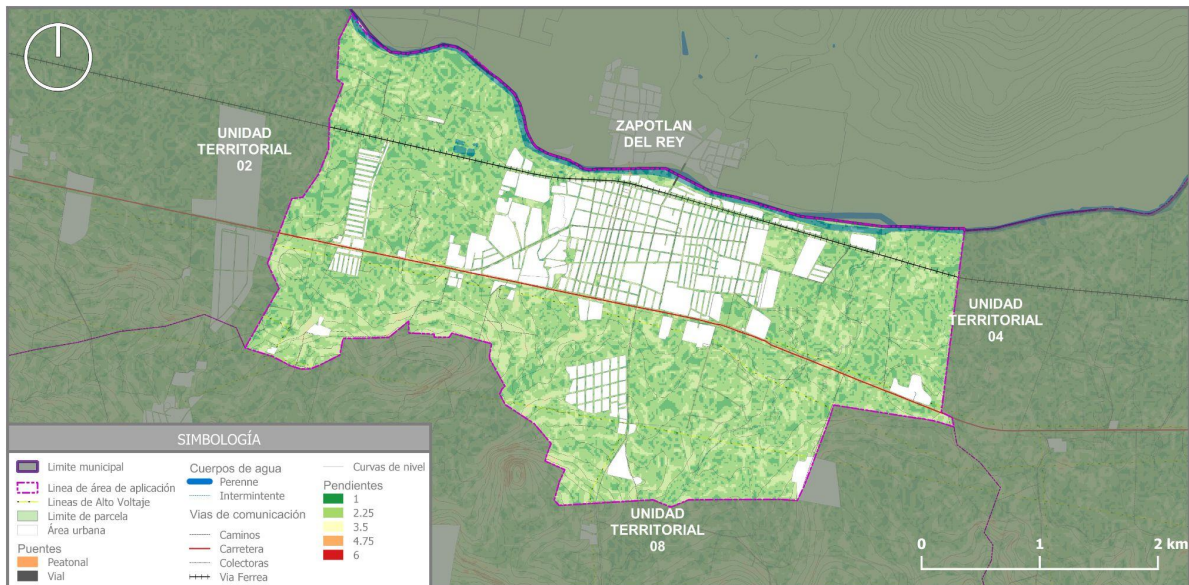 ZAPOTLAN
DEL REY
UNIDAD
TERRITORIAL
02
UNIDAD
TERRITORIAL
04
UNIDAD
TERRITORIAL
08
0 1 2 km
SIMBOLOGÍA
Limite municipal
Linea de área de aplicación
Lineas de Alto Voltaje
Limite de parcela
Área urbana
Puentes
Peatonal
Vial
Cuerpos de agua
Perenne
Intermintente
Vias de comunicación
Caminos
Carretera
Colectoras
Via Ferrea
Curvas de nivel
Pendientes
1
2.25
3.5
4.75
6